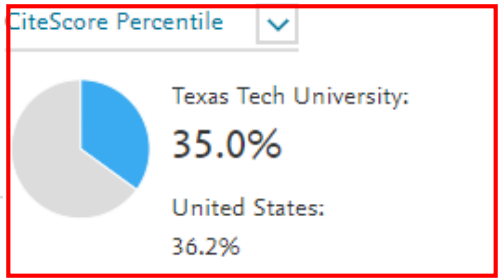 CiteScore Percentile
Texas Tech University:
35.0%
United States:
36.2%